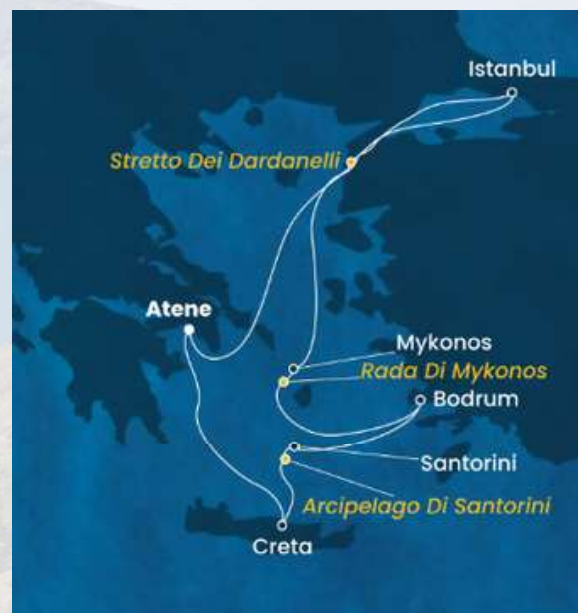 Istanbul
Stretto Dei Dardanelli
Atene
Mykonos
Rada Di Mykonos
Bodrum
Santorini
Arcipelago Di Santorini
Creta